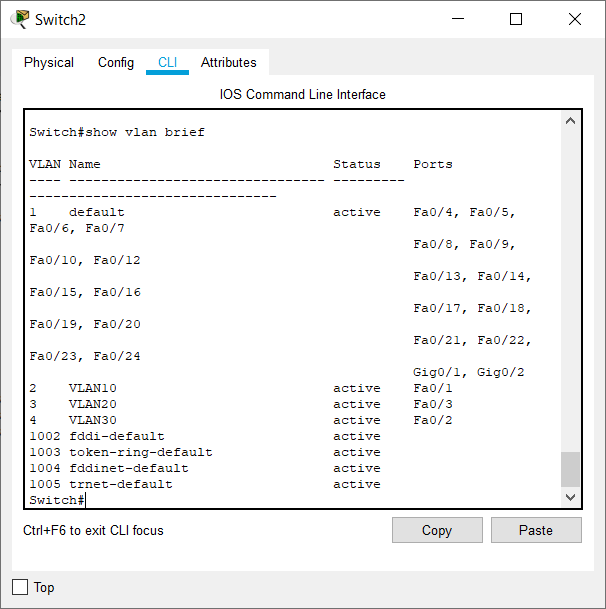 Switch2
Physical Config CLI Attributes
IOS Command Line Interface
Switch#show vlan brief
VLAN Name                             Status    Ports
---- -------------------------------- ---------
-------------------------------
1    default                          active    Fa0/4, Fa0/5,
Fa0/6, Fa0/7
                                                Fa0/8, Fa0/9,
Fa0/10, Fa0/12
                                                Fa0/13, Fa0/14,
Fa0/15, Fa0/16
                                                Fa0/17, Fa0/18,
Fa0/19, Fa0/20
                                                Fa0/21, Fa0/22,
Fa0/23, Fa0/24
                                                Gig0/1, Gig0/2
2    VLAN10                           active    Fa0/1
3    VLAN20                           active    Fa0/3
4    VLAN30                           active    Fa0/2
1002 fddi-default                     active
1003 token-ring-default               active
1004 fddinet-default                  active
1005 trnet-default                    active
Switch#
Ctrl+F6 to exit CLI focus
Copy Paste
Top